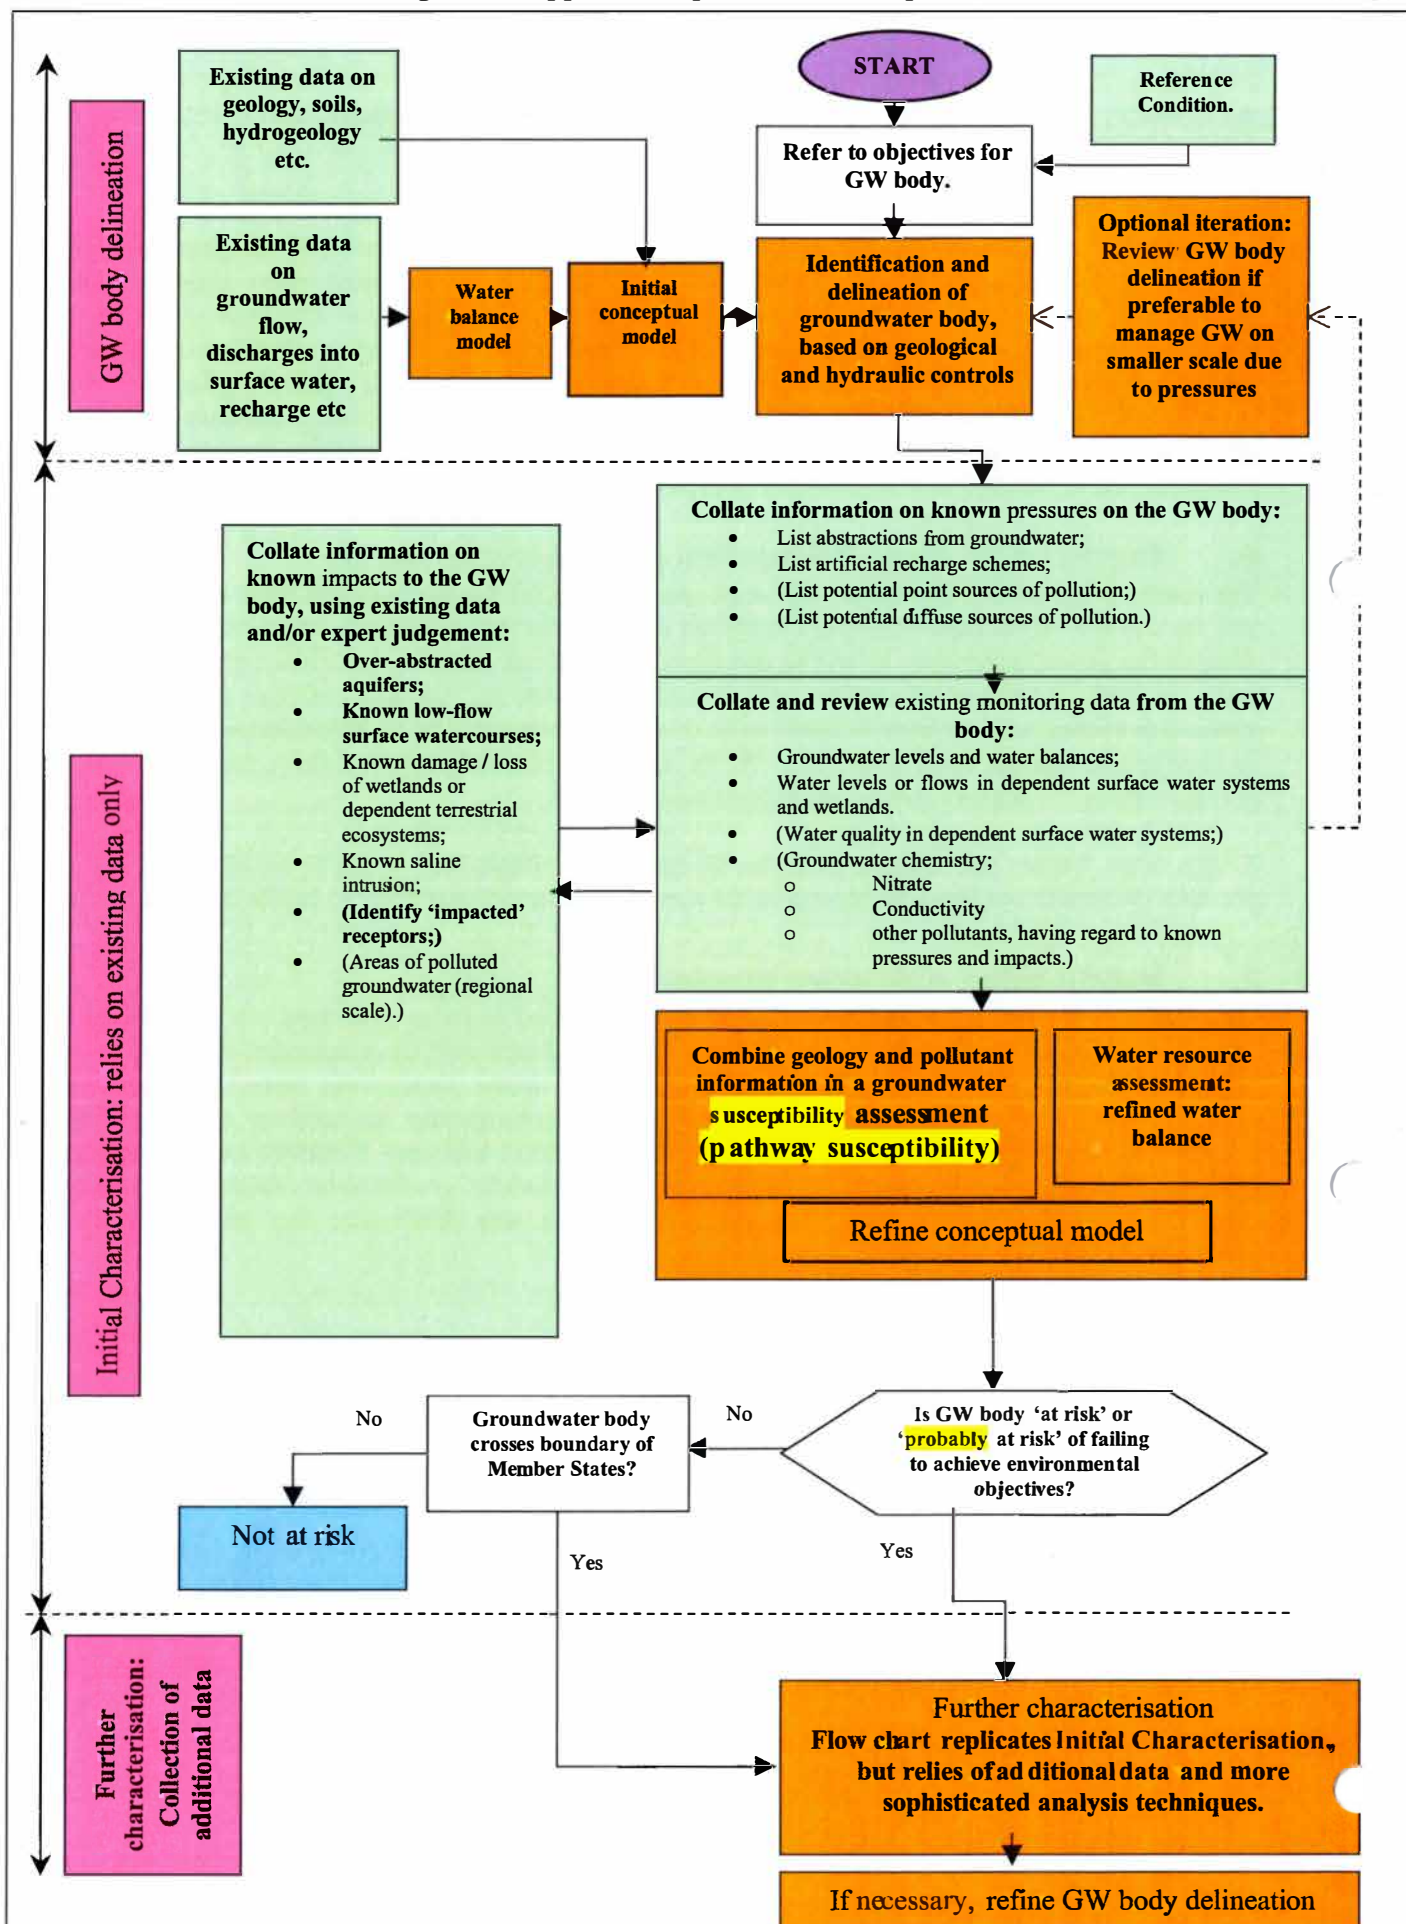 START
Existing data on
geology, soils,
hydrogeology
etc.
Reference
Condition.
Refer to objectives for
GW body.
GW body delineation
Existing data
on
groundwater
flow,
discharges into
surface water,
recharge etc
Water
balance
model
Initial
conceptual
model
Identification and
delineation of
groundwater body,
based on geological
and hydraulic controls
Optional iteration:
Review GW body
delineation if
preferable to
manage GW on
smaller scale due
to pressures
Initial Characterisation: relies on existing data only
Collate information on known pressures on the GW body:
• List abstractions from groundwater;
• List artificial recharge schemes;
• (List potential point sources of pollution;)
• (List potential diffuse sources of pollution.)
Collate information on
known impacts to the GW
body, using existing data
and/or expert judgement:
• Over-abstracted
aquifers;
• Known low-flow
surface watercourses;
• Known damage / loss
of wetlands or
dependent terrestrial
ecosystems;
• Known saline
intrusion;
• (Identify ‘impacted’
receptors;)
• (Areas of polluted
groundwater (regional
scale).)
Collate and review existing monitoring data from the GW
body:
• Groundwater levels and water balances;
• Water levels or flows in dependent surface water systems
and wetlands.
• (Water quality in dependent surface water systems;)
• (Groundwater chemistry;
o Nitrate
o Conductivity
o other pollutants, having regard to known
pressures and impacts.)
Combine geology and pollutant
information in a groundwater
susceptibility assessment
(pathway susceptibility)
Water resource
assessment:
refined water
balance
Refine conceptual model
Is GW body ‘at risk’ or
‘probably at risk’ of failing
to achieve environmental
objectives?
No
Groundwater body
crosses boundary of
Member States?
No
Not at risk
Yes
Yes
Further
characterisation:
Collection of
additional data
Further characterisation
Flow chart replicates Initial Characterisation,
but relies of additional data and more
sophisticated analysis techniques.
If necessary, refine GW body delineation